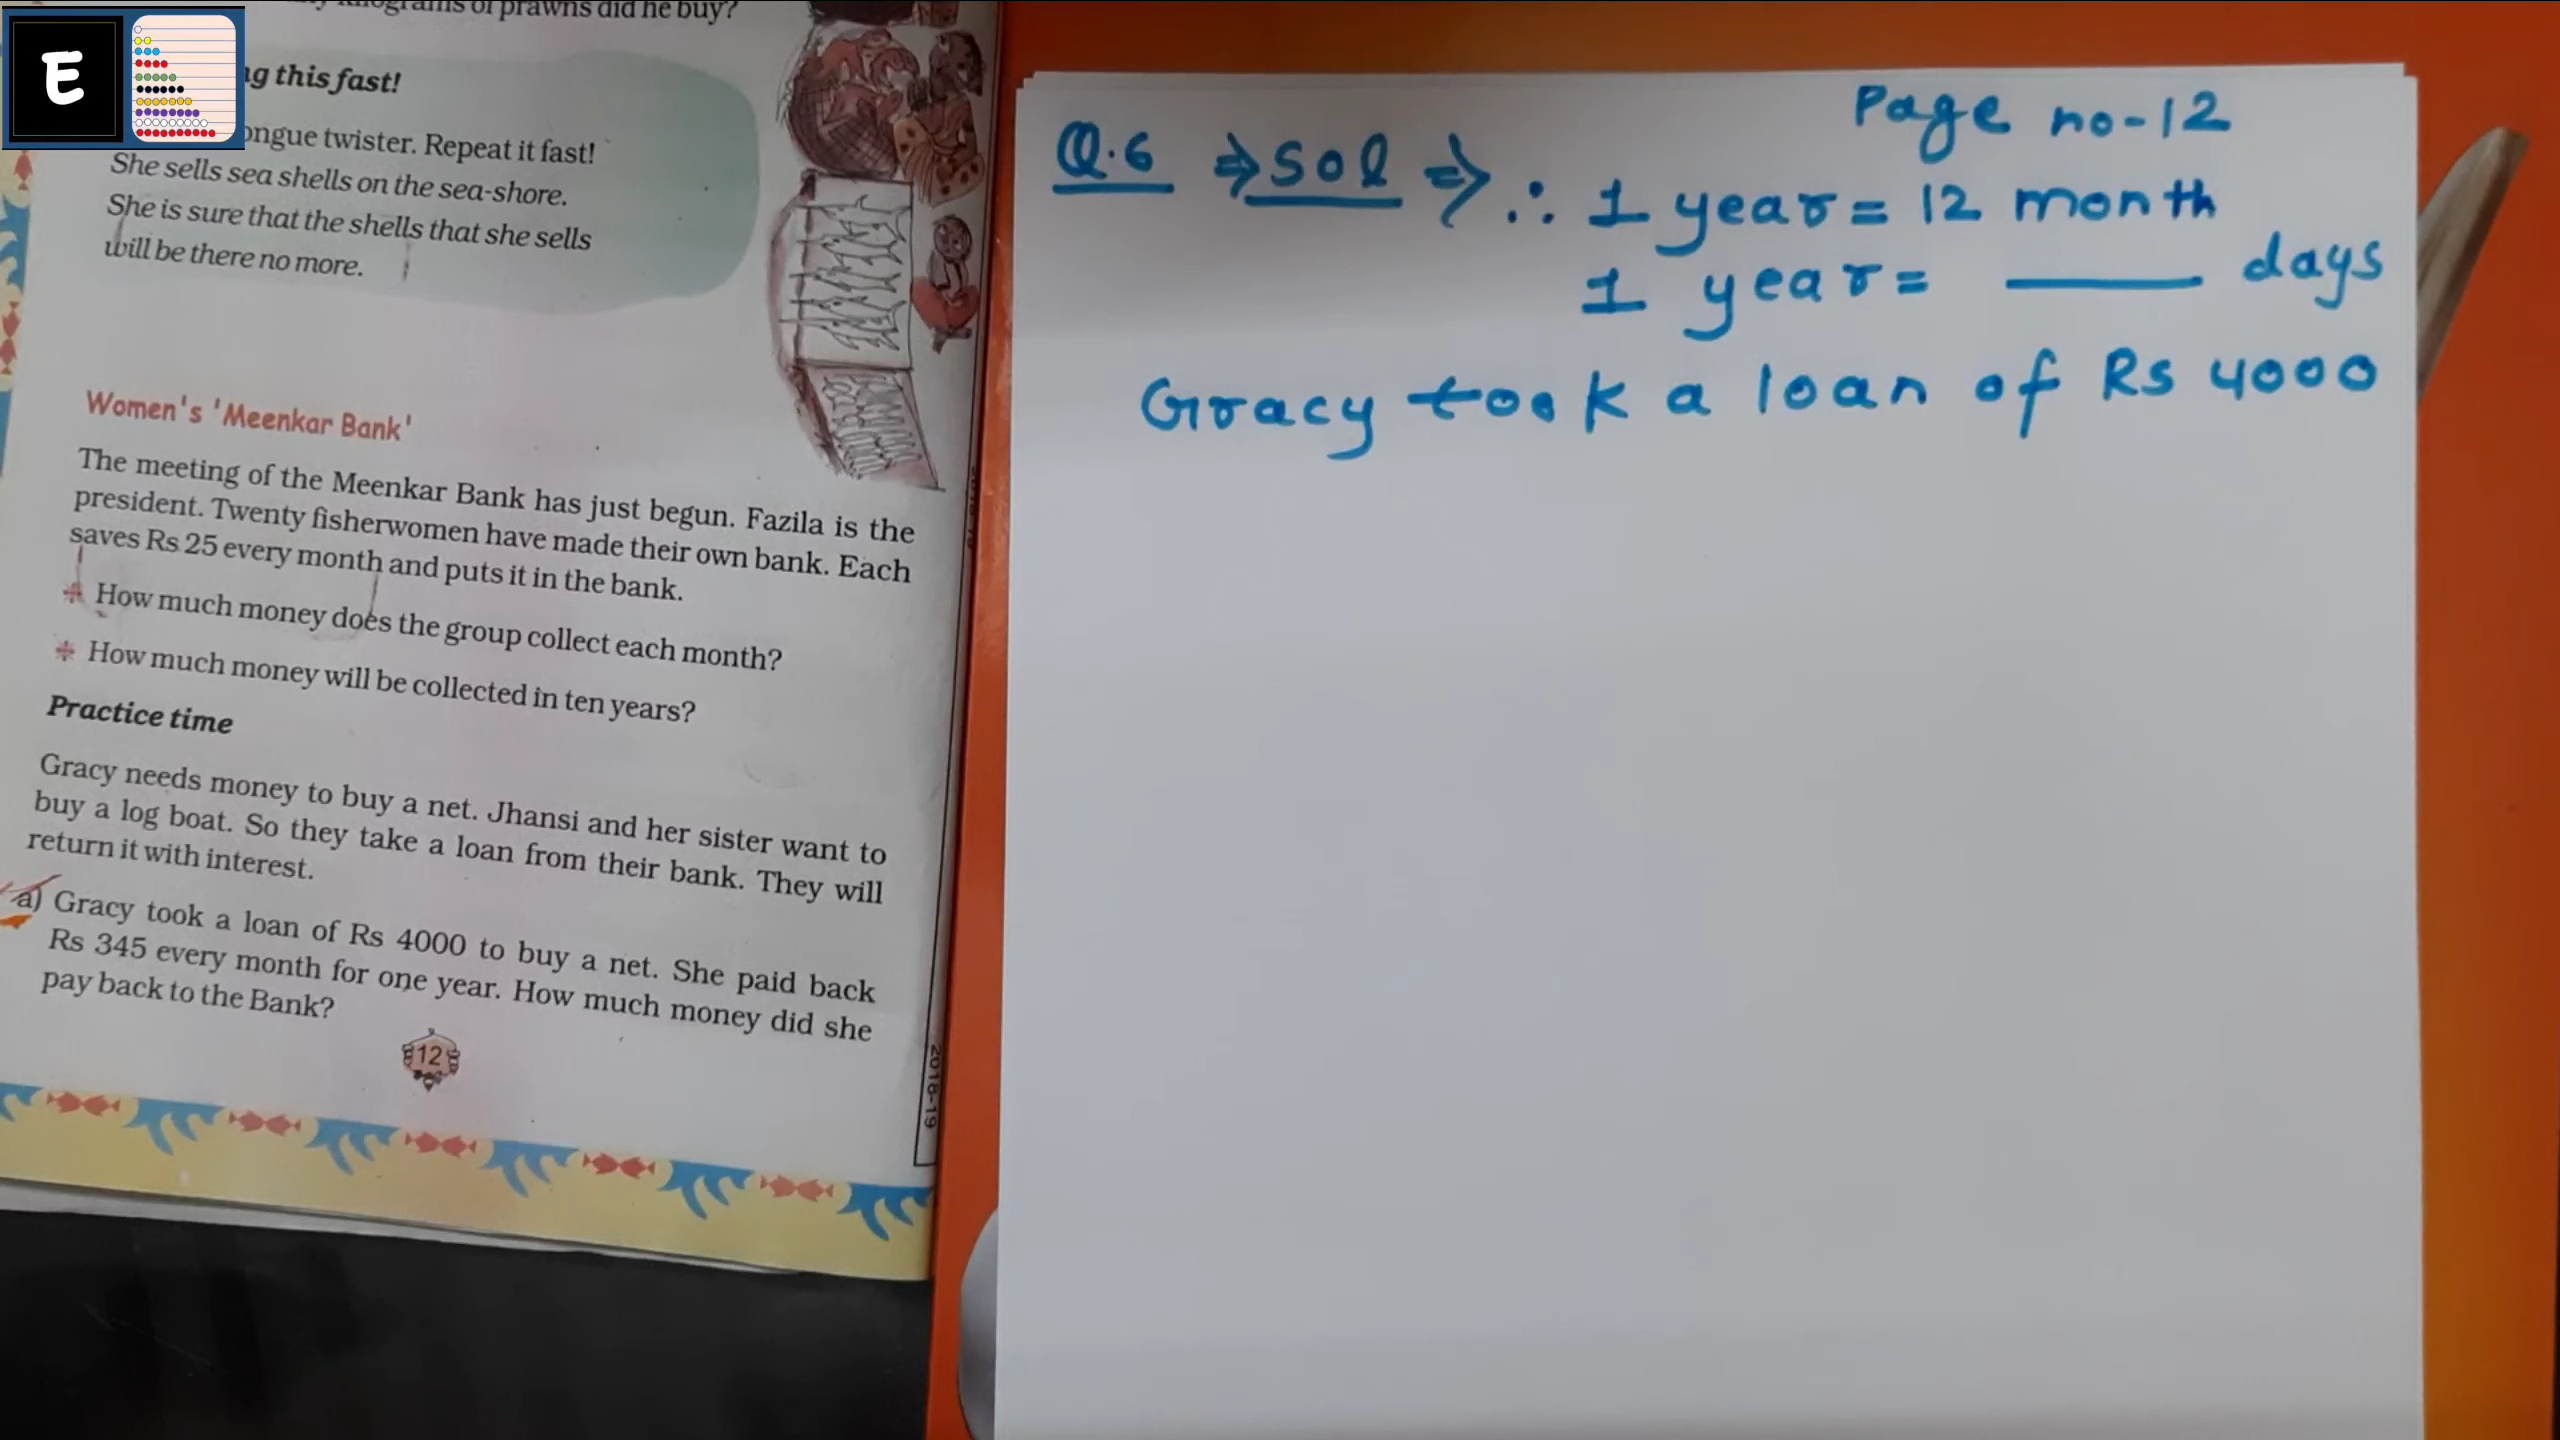 grams of prawns did he buy?
E
g this fast!
ongue twister. Repeat it fast!
She sells sea shells on the sea-shore.
She is sure that the shells that she sells
will be there no more.
Women's 'Meenkar Bank'
The meeting of the Meenkar Bank has just begun. Fazila is the
president. Twenty fisherwomen have made their own bank. Each
saves Rs 25 every month and puts it in the bank.
How much money does the group collect each month?
How much money will be collected in ten years?
Practice time
Gracy needs money to buy a net. Jhansi and her sister want to
buy a log boat. So they take a loan from their bank. They will
return it with interest.
a) Gracy took a loan of Rs 4000 to buy a net. She paid back
Rs 345 every month for one year. How much money did she
pay back to the Bank?
12
2018-19
Page no-12
Q.6 ⇒ Sol ⇒ ∴ 1 year = 12 month
1 year = ____ days
Gracy took a loan of Rs 4000